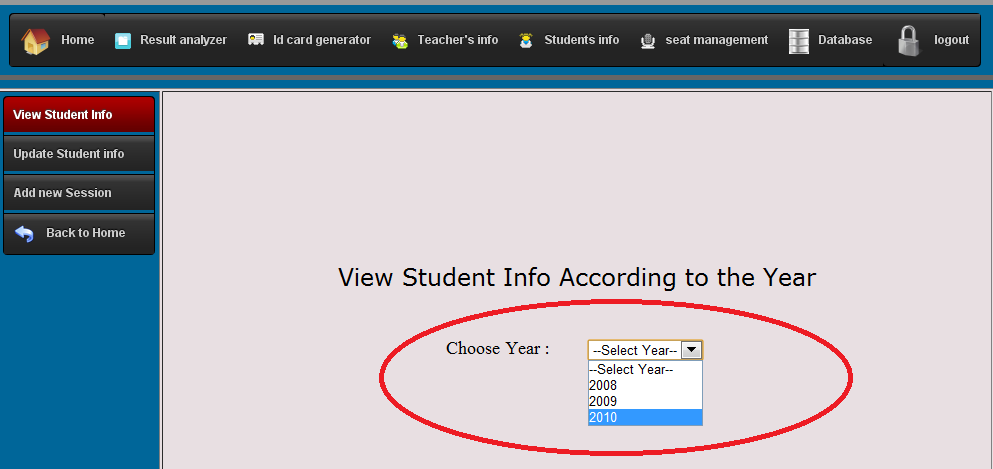 Home Result analyzer Id card generator Teacher's info Students info seat management Database logout
View Student Info
Update Student info
Add new Session
Back to Home
View Student Info According to the Year
Choose Year : --Select Year--
--Select Year--
2008
2009
2010